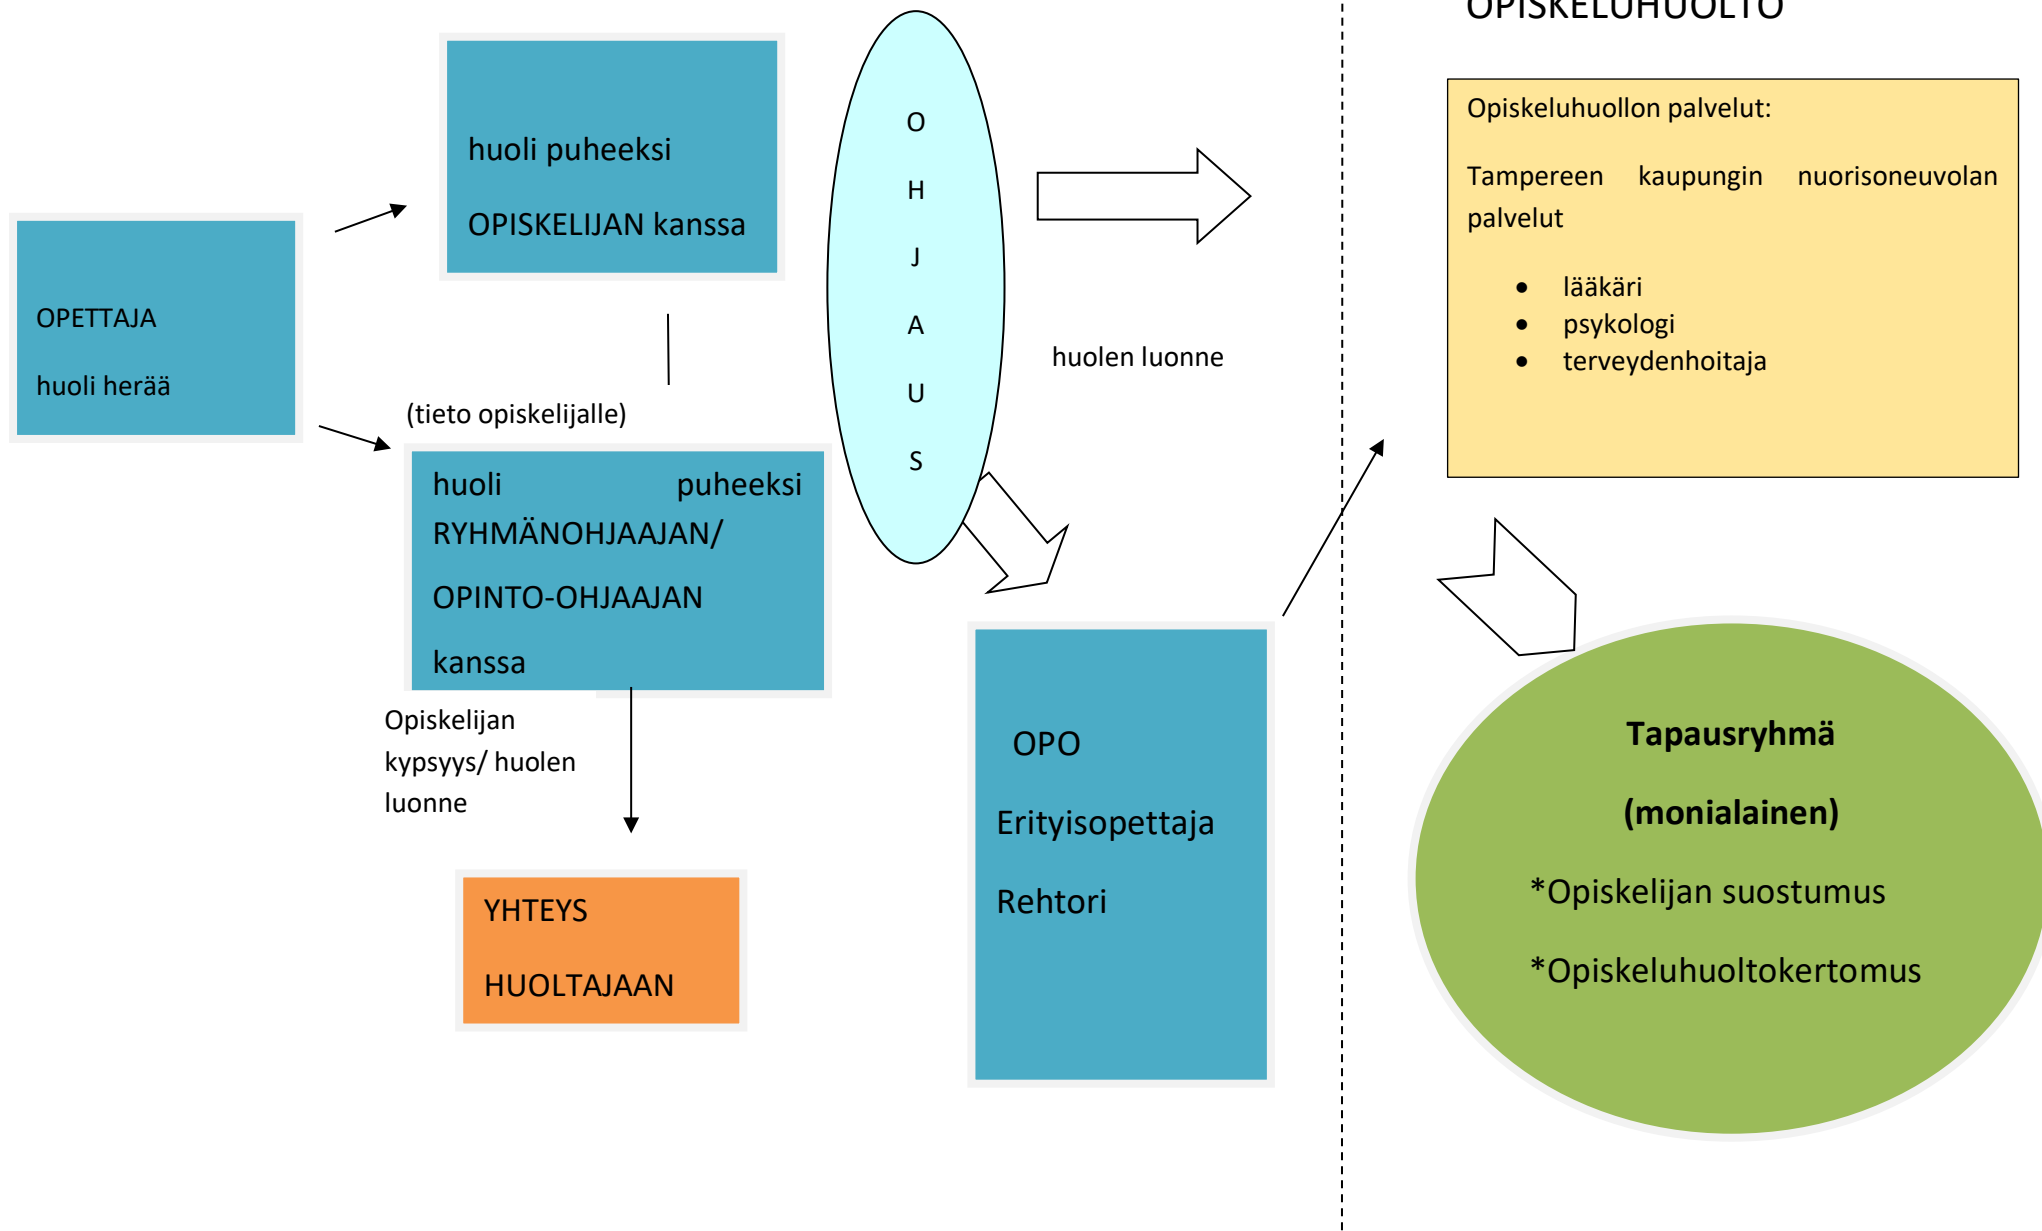 OPISKELUHUOLTO
OPETTAJA
huoli herää
huoli puheeksi
OPISKELIJAN kanssa
(tieto opiskelijalle)
huoli puheeksi
RYHMÄNOHJAAJAN/
OPINTO-OHJAAJAN
kanssa
Opiskelijan
kypsyys/ huolen
luonne
YHTEYS
HUOLTAJAAN
O
H
J
A
U
S
huolen luonne
OPO
Erityisopettaja
Rehtori
Opiskeluhuollon palvelut:
Tampereen kaupungin nuorisoneuvolan
palvelut
• lääkäri
• psykologi
• terveydenhoitaja
Tapausryhmä
(monialainen)
*Opiskelijan suostumus
*Opiskeluhuoltokertomus